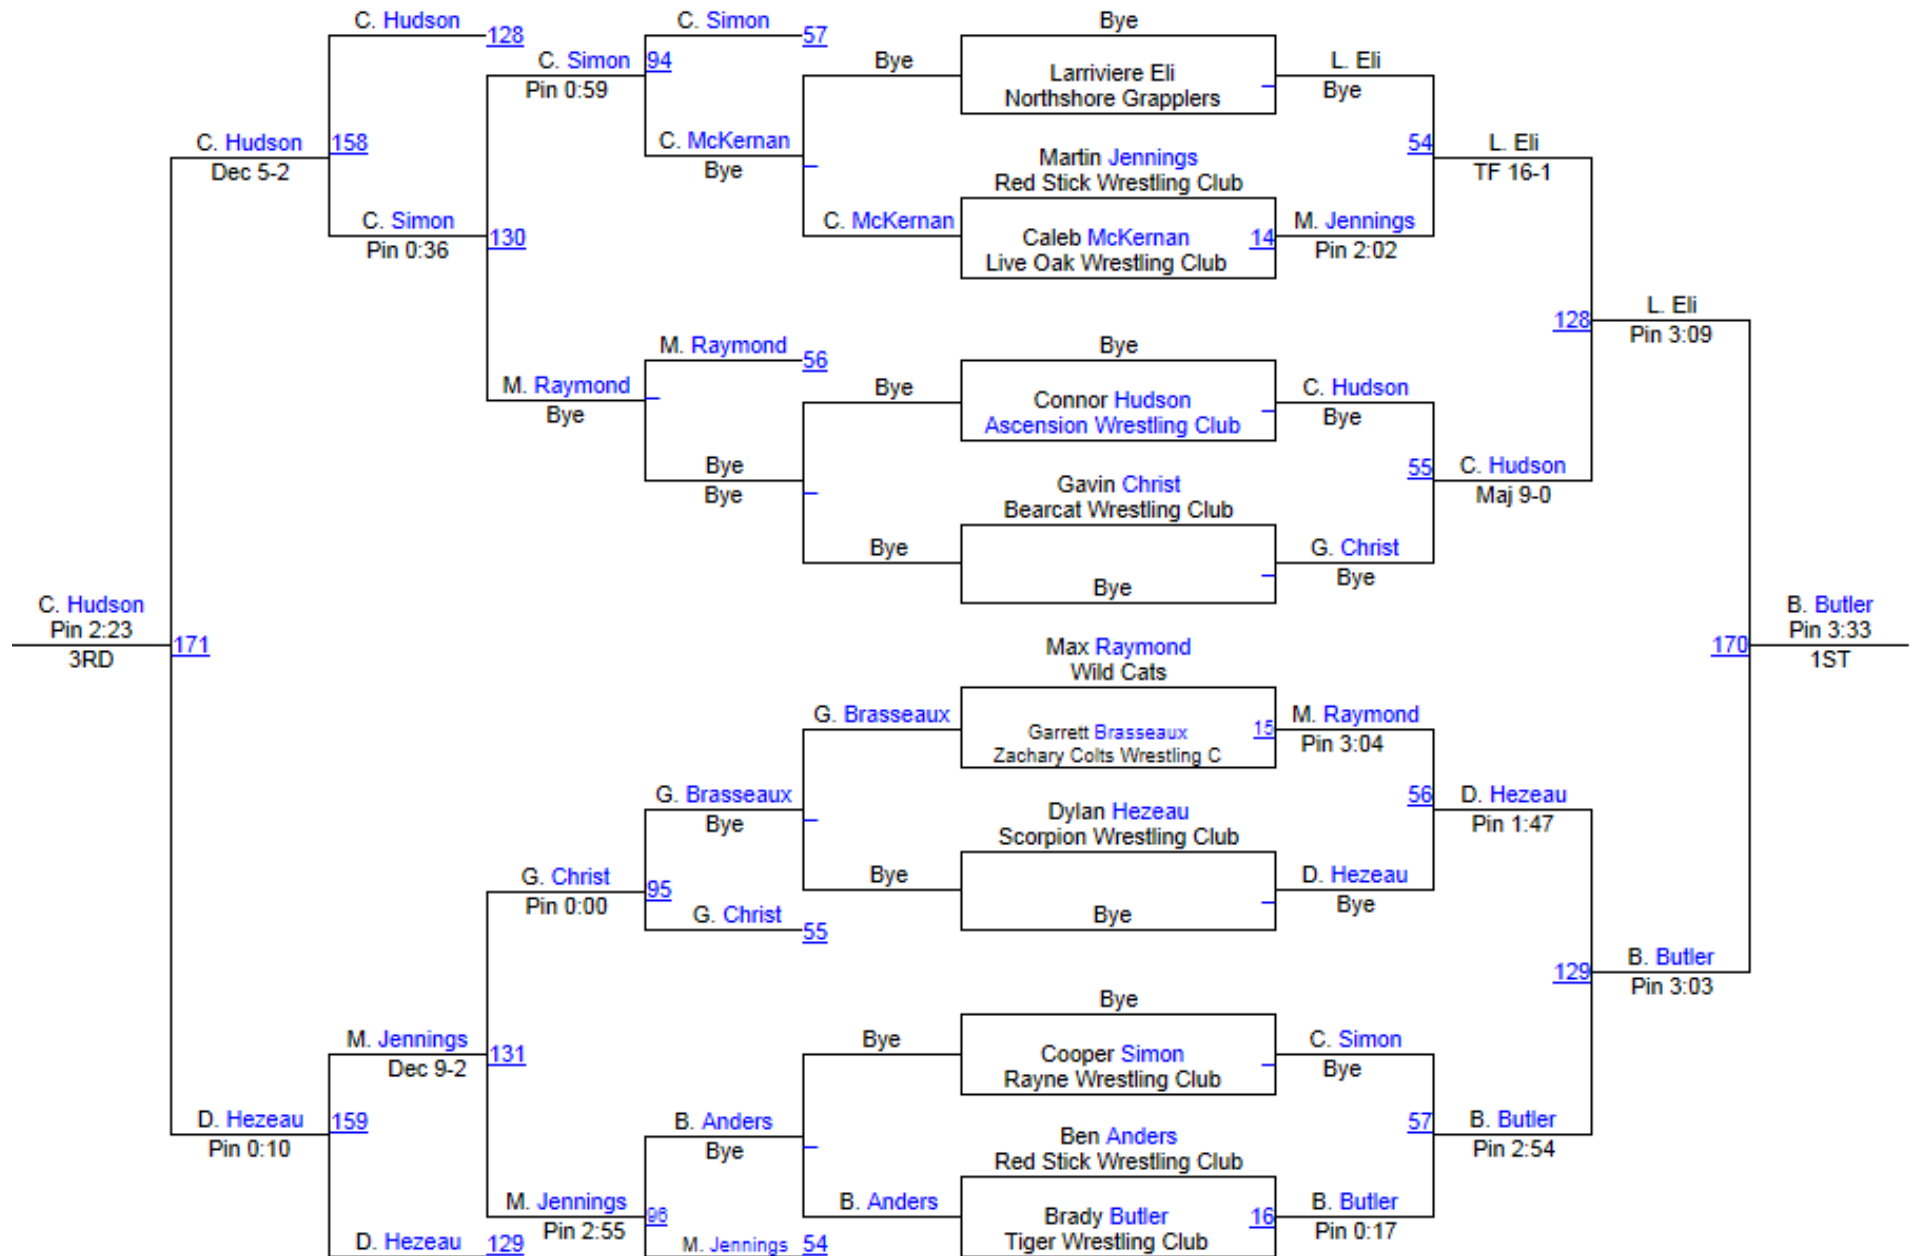 C. Hudson
128
C. Simon
57
Bye
C. Simon
Pin 0:59
94
Bye
Larriviere Eli
Northshore Grapplers
L. Eli
Bye
C. Hudson
Dec 5-2
158
C. McKernan
Bye
Martin Jennings
Red Stick Wrestling Club
54
L. Eli
TF 16-1
C. Simon
Pin 0:36
130
C. McKernan
Caleb McKernan
Live Oak Wrestling Club
14
M. Jennings
Pin 2:02
128
L. Eli
Pin 3:09
M. Raymond
56
Bye
M. Raymond
Bye
Bye
Connor Hudson
Ascension Wrestling Club
C. Hudson
Bye
Bye
Bye
Gavin Christ
Bearcat Wrestling Club
55
C. Hudson
Maj 9-0
Bye
Bye
G. Christ
Bye
C. Hudson
Pin 2:23
3RD
171
Max Raymond
Wild Cats
170
B. Butler
Pin 3:33
1ST
G. Brasseaux
Garrett Brasseaux
Zachary Colts Wrestling C
15
M. Raymond
Pin 3:04
G. Brasseaux
Bye
Dylan Hezeau
Scorpion Wrestling Club
56
D. Hezeau
Pin 1:47
G. Christ
Pin 0:00
95
Bye
Bye
D. Hezeau
Bye
G. Christ
55
129
B. Butler
Pin 3:03
Bye
M. Jennings
Dec 9-2
131
Bye
Cooper Simon
Rayne Wrestling Club
C. Simon
Bye
D. Hezeau
Pin 0:10
159
B. Anders
Bye
Ben Anders
Red Stick Wrestling Club
57
B. Butler
Pin 2:54
M. Jennings
Pin 2:55
96
B. Anders
Brady Butler
Tiger Wrestling Club
16
B. Butler
Pin 0:17
D. Hezeau
129
M. Jennings
54